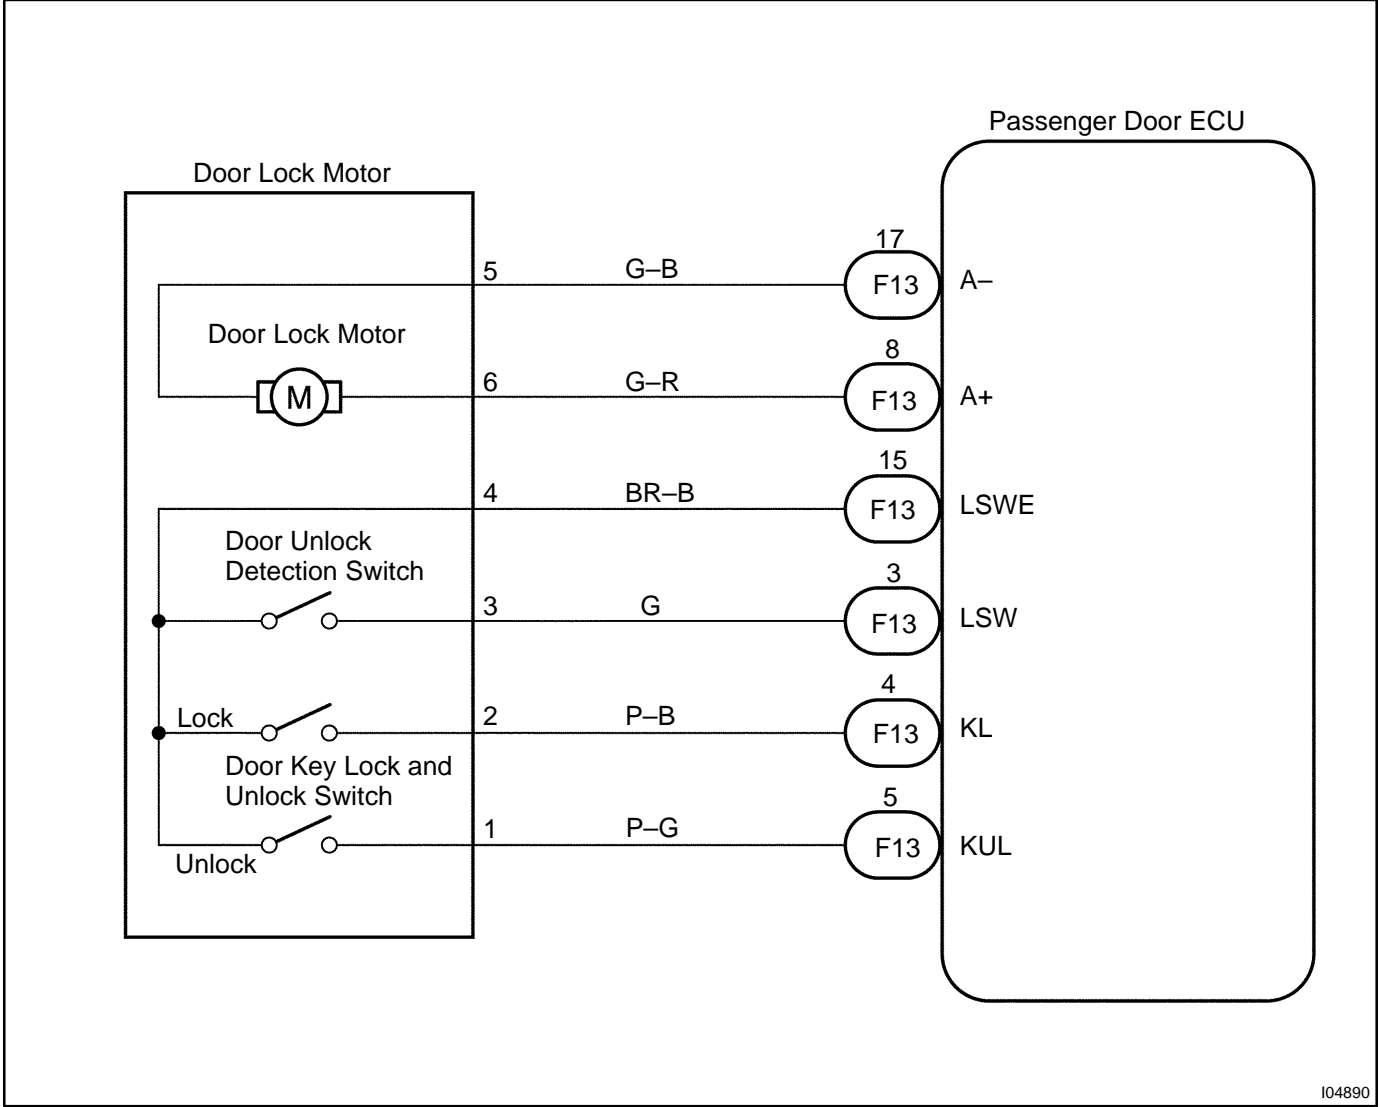 Passenger Door ECU
Door Lock Motor
17
5
G–B
F13
A–
Door Lock Motor
8
6
G–R
M
F13
A+
15
4
BR–B
F13
LSWE
Door Unlock
Detection Switch
3
3
G
F13
LSW
4
Lock
2
P–B
F13
KL
Door Key Lock and
Unlock Switch
5
1
P–G
F13
KUL
Unlock
I04890